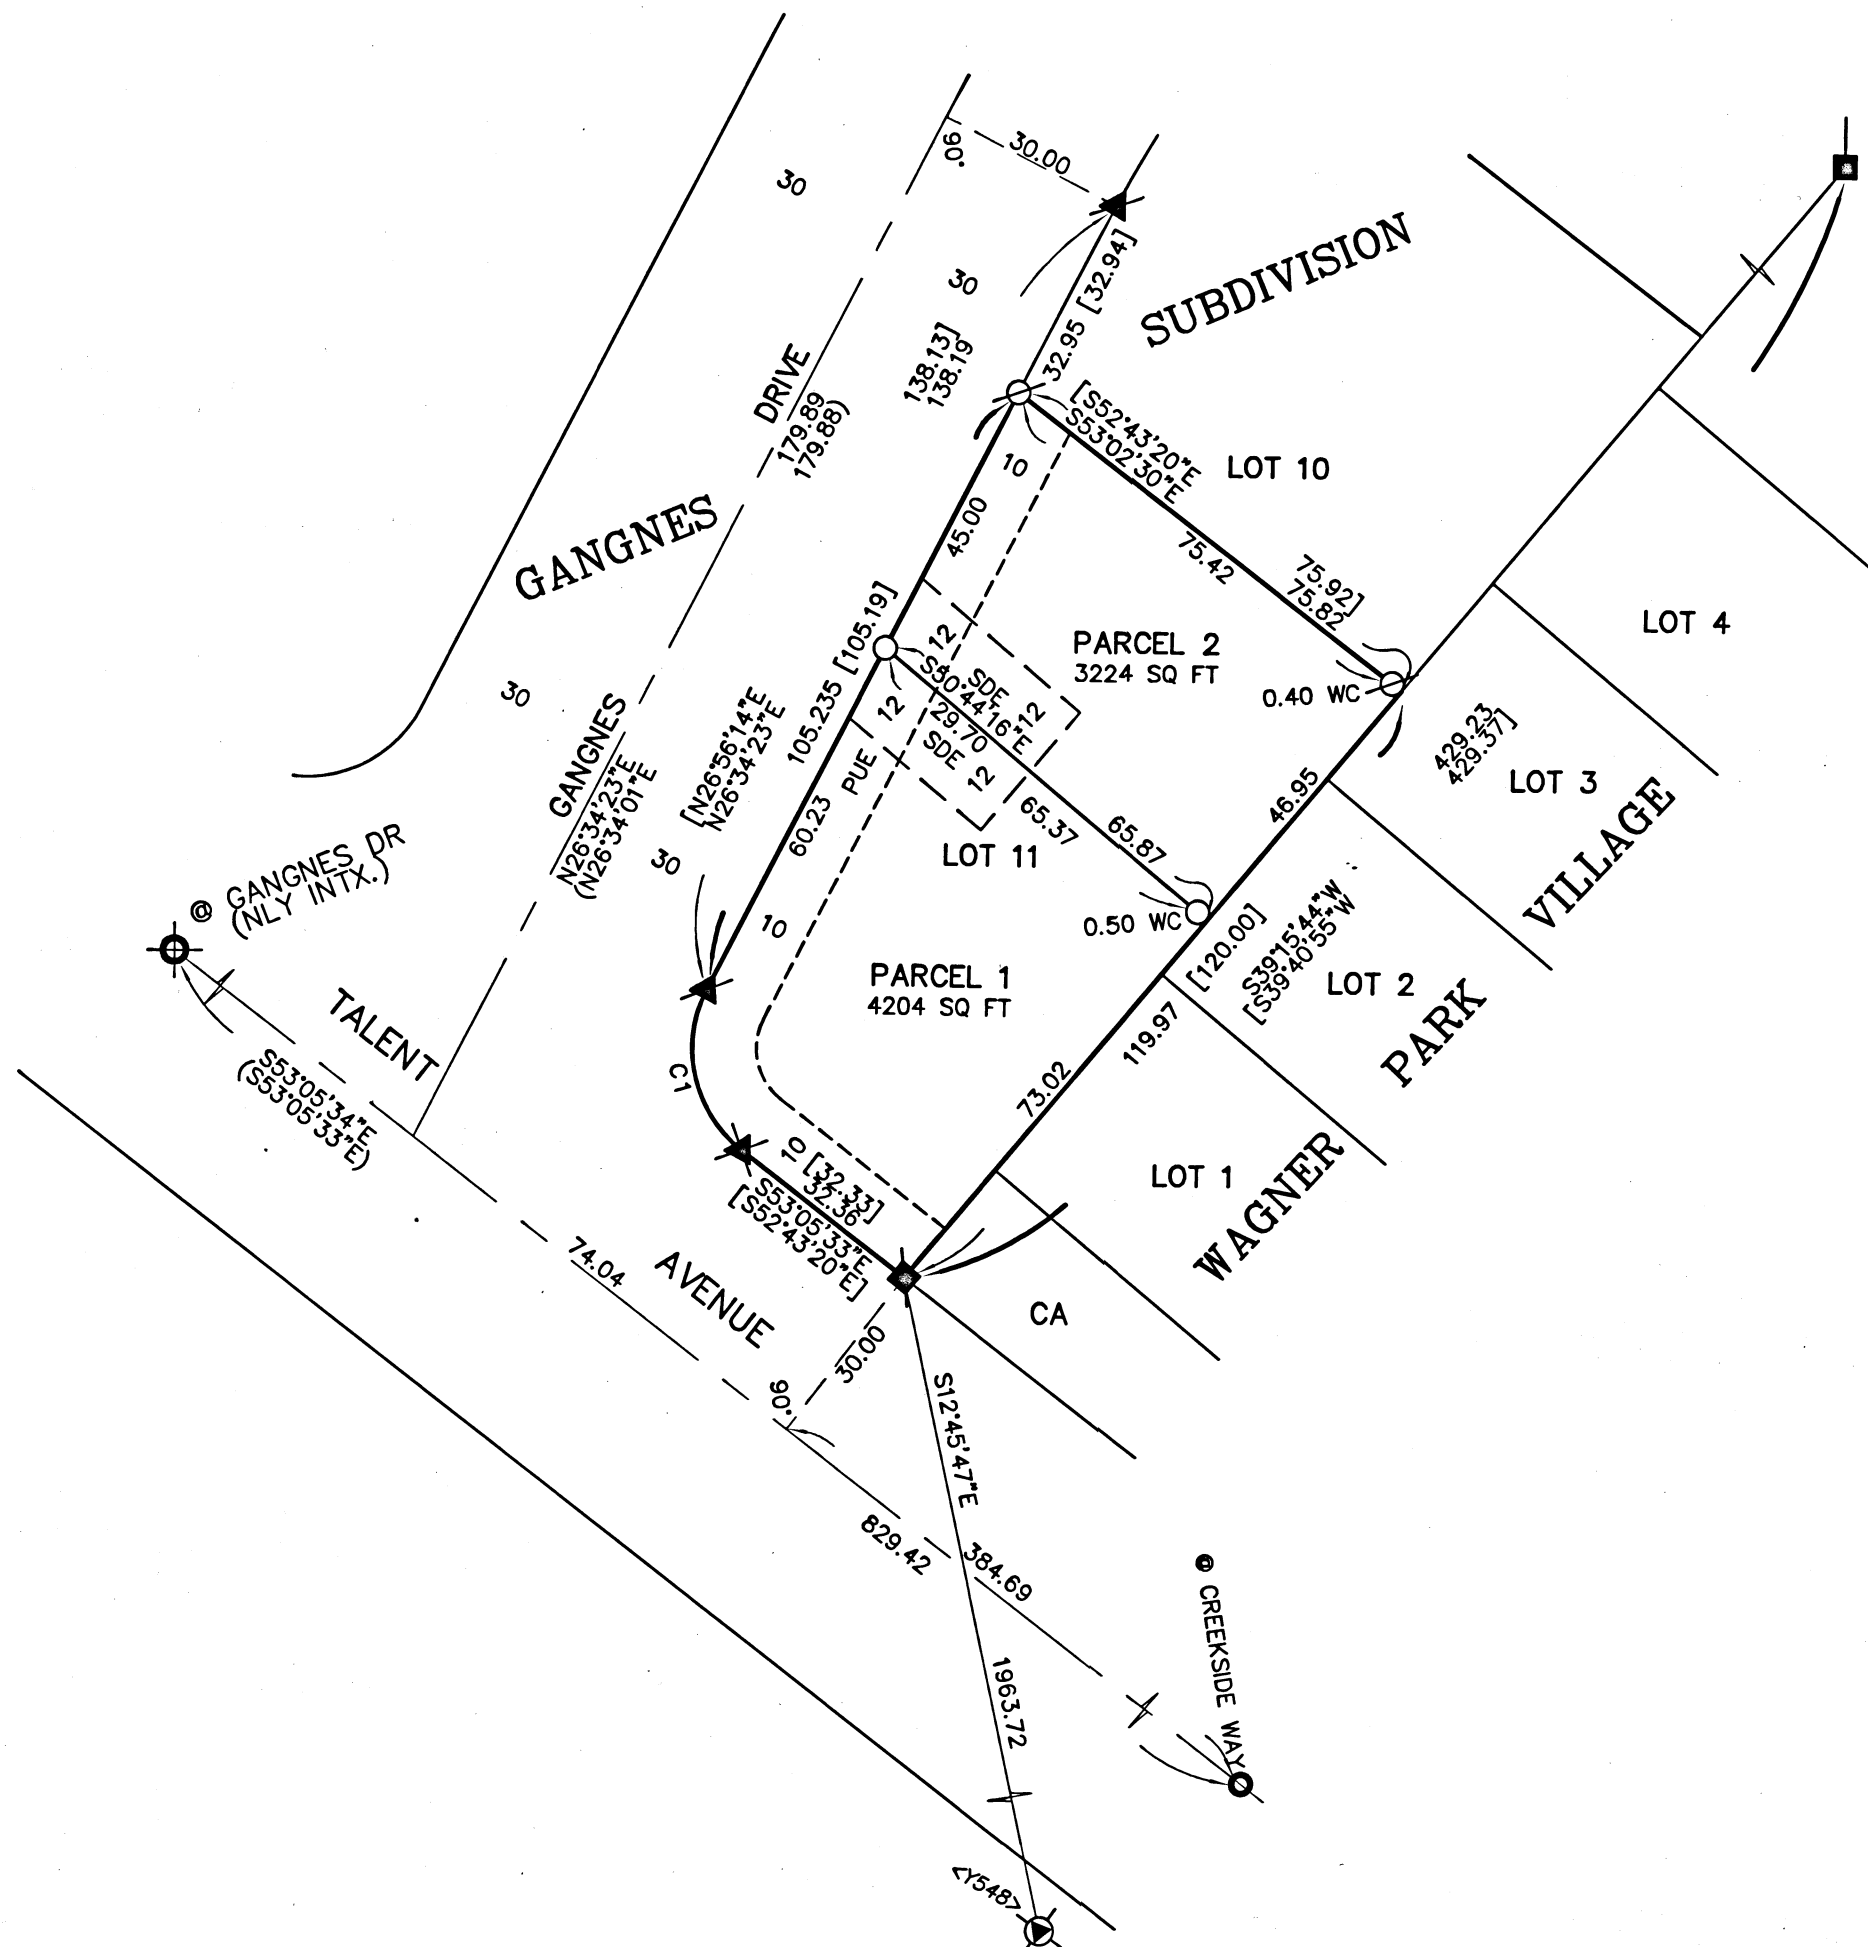 30
90°
30.00
30
32.95 [32.94]
138.13]
138.19
SUBDIVISION
DRIVE
179.89
179.88)
[S52°43'20"E
S53°02'30"E
LOT 10
10
45.00
75.42
75.92]
75.82
GANGNES
105.235 [105.19]
12
SDE
S50°44'16"E
12
PARCEL 2
3224 SQ FT
0.40 WC
LOT 4
30
GANGNES
N26°34'23"E
(N26°34'01"E
[N26°56'14"E
N26°34'23"E
12
29.70
SDE
12
PUE
60.23
65.37
65.87
LOT 11
46.95
429.23
429.37]
LOT 3
VILLAGE
30
@ GANGNES DR
(NLY INTX.)
10
0.50 WC
[120.00]
S39°15'44"W
[S39°40'55"W
LOT 2
PARCEL 1
4204 SQ FT
119.97
PARK
TALENT
S53°05'34"E
(S53°05'33"E)
C1
73.02
10
[32.33]
32.36
S53°05'33"E
[S52°43'20"E]
LOT 1
WAGNER
74.04
AVENUE
CA
30.00
90°
S12°45'47"E
829.42
384.69
@ CREEKSIDE WAY
1963.72
<Y5487